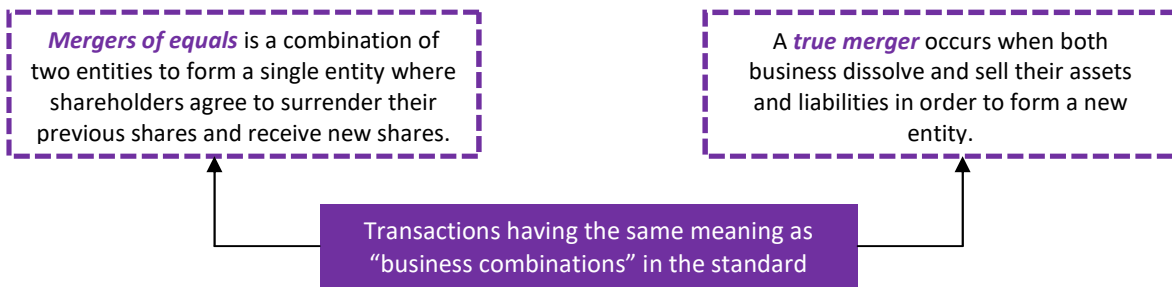 Mergers of equals is a combination of
two entities to form a single entity where
shareholders agree to surrender their
previous shares and receive new shares.
A true merger occurs when both
business dissolve and sell their assets
and liabilities in order to form a new
entity.
Transactions having the same meaning as
“business combinations” in the standard